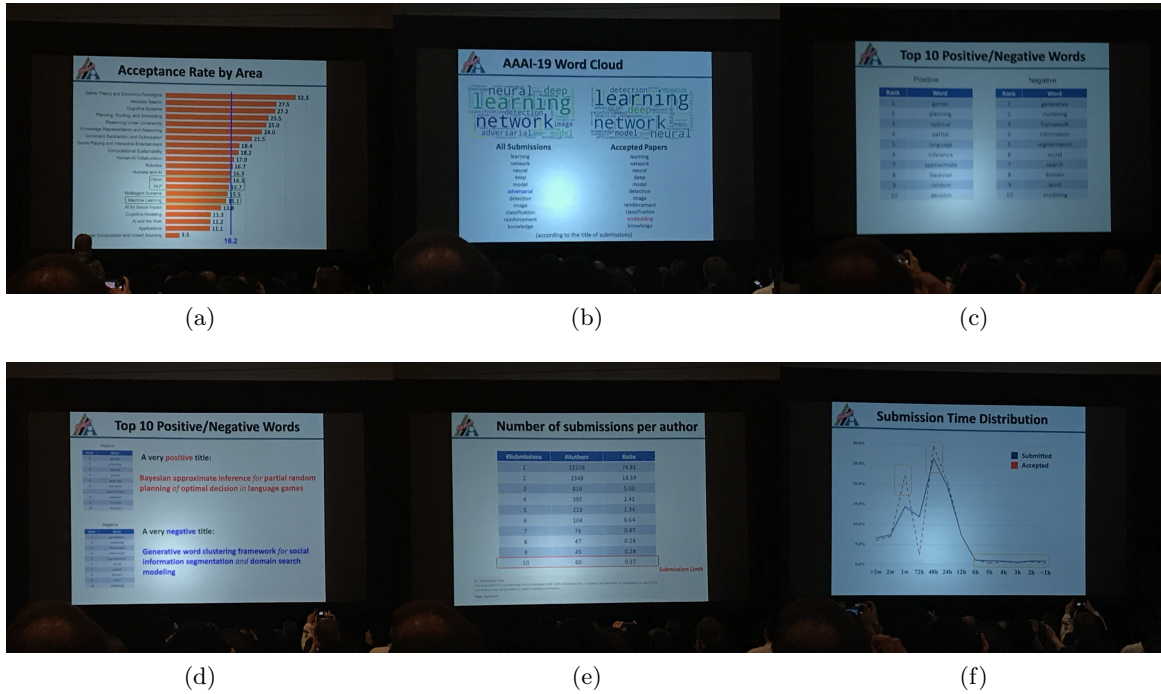 Acceptance Rate by Area
Game Theory and Economic Paradigms 32.3
Heuristic Search 27.5
Cognitive Systems 27.2
Planning, Routing, and Scheduling 25.5
Reasoning Under Uncertainty 25.0
Knowledge Representation and Reasoning 24.0
Constraint Satisfaction and Optimization 21.5
Game Playing and Interactive Entertainment 18.4
Computational Sustainability 18.2
Human-AI Collaboration 17.0
Robotics 16.7
Humans and AI 16.3
Vision
NLP 15.7
Multiagent Systems 15.5
Machine Learning 15.1
AI for Social Impact
Cognitive Modeling 11.3
AI and the Web 11.2
Applications 11.1
Computation and Crowd Sourcing 3.5
16.2
(a)
AAAI-19 Word Cloud
neural deep
learning
detection
network image
adversarial model
detection
learning
network
model neural
All Submissions
learning
network
neural
deep
model
adversarial
detection
image
classification
reinforcement
knowledge
Accepted Papers
learning
network
neural
deep
model
detection
image
reinforcement
classification
embedding
knowledge
(according to the title of submissions)
(b)
Top 10 Positive/Negative Words
Positive
Rank Word
1 games
2 planning
3 optimal
4 partial
5 language
6 inference
7 approximate
8 bayesian
9 random
10 decision
Negative
Rank Word
1 generative
2 clustering
3 framework
4 information
5 segmentation
6 social
7 search
8 domain
9 word
10 modeling
(c)
Top 10 Positive/Negative Words
A very positive title:
Bayesian approximate inference for partial random
planning of optimal decision in language games
A very negative title:
Generative word clustering framework for social
information segmentation and domain search
modeling
(d)
Number of submissions per author
#Submissions #Authors Ratio
1 12208 74.81
2 2348 14.39
3 816 5.00
4 395 2.42
5 219 1.34
6 104 0.64
7 76 0.47
8 47 0.29
9 45 0.28
10 60 0.37
Submission Limit
(e)
Submission Time Distribution
Submitted
Accepted
>2w 2w 1w 72h 48h 24h 12h 6h 5h 4h 3h 2h <1h
(f)